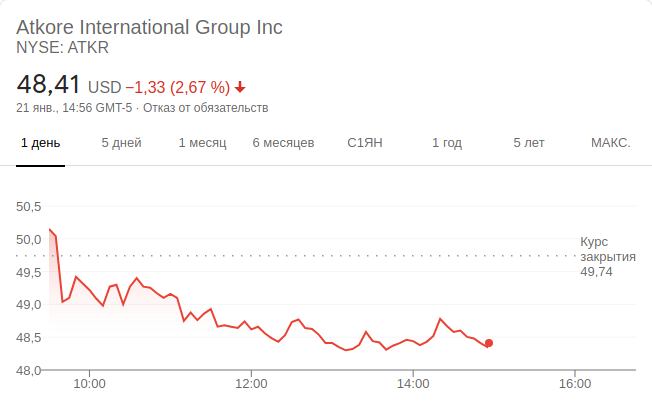 Atkore International Group Inc
NYSE: ATKR
48,41 USD −1,33 (2,67 %)
21 янв., 14:56 GMT-5 · Отказ от обязательств
1 день 5 дней 1 месяц 6 месяцев С1ЯН 1 год 5 лет МАКС.
50,5
50,0
49,5
49,0
48,5
48,0
Курс
закрытия
49,74
10:00 12:00 14:00 16:00